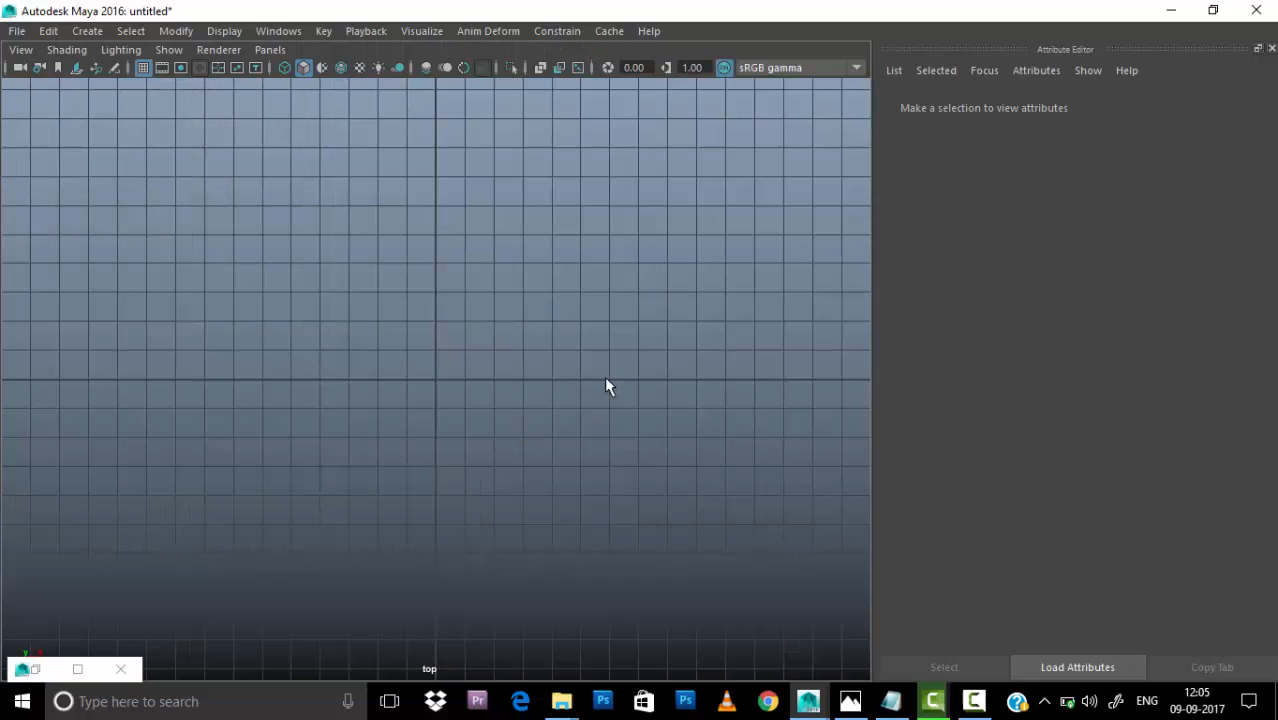 Autodesk Maya 2016: untitled*
File Edit Create Select Modify Display Windows Key Playback Visualize Anim Deform Constrain Cache Help
View Shading Lighting Show Renderer Panels
0.00 1.00 sRGB gamma
Attribute Editor
List Selected Focus Attributes Show Help
Make a selection to view attributes
y
top
Select Load Attributes Copy Tab
Type here to search
Pr
Ps
Ps
ENG
12:05
09-09-2017